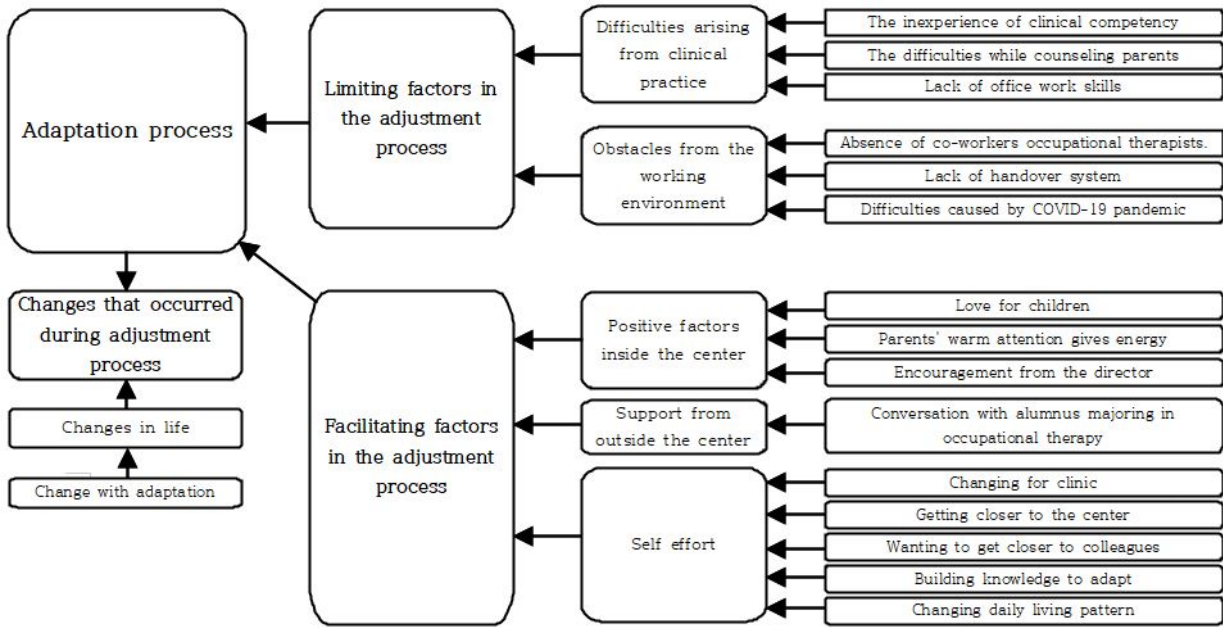 Adaptation process
Limiting factors in
the adjustment
process
Difficulties arising
from clinical
practice
The inexperience of clinical competency
The difficulties while counseling parents
Lack of office work skills
Obstacles from the
working
environment
Absence of co-workers occupational therapists.
Lack of handover system
Difficulties caused by COVID-19 pandemic
Changes that occurred
during adjustment
process
Changes in life
Change with adaptation
Facilitating factors
in the adjustment
process
Positive factors
inside the center
Love for children
Parents' warm attention gives energy
Encouragement from the director
Support from
outside the center
Conversation with alumnus majoring in
occupational therapy
Self effort
Changing for clinic
Getting closer to the center
Wanting to get closer to colleagues
Building knowledge to adapt
Changing daily living pattern